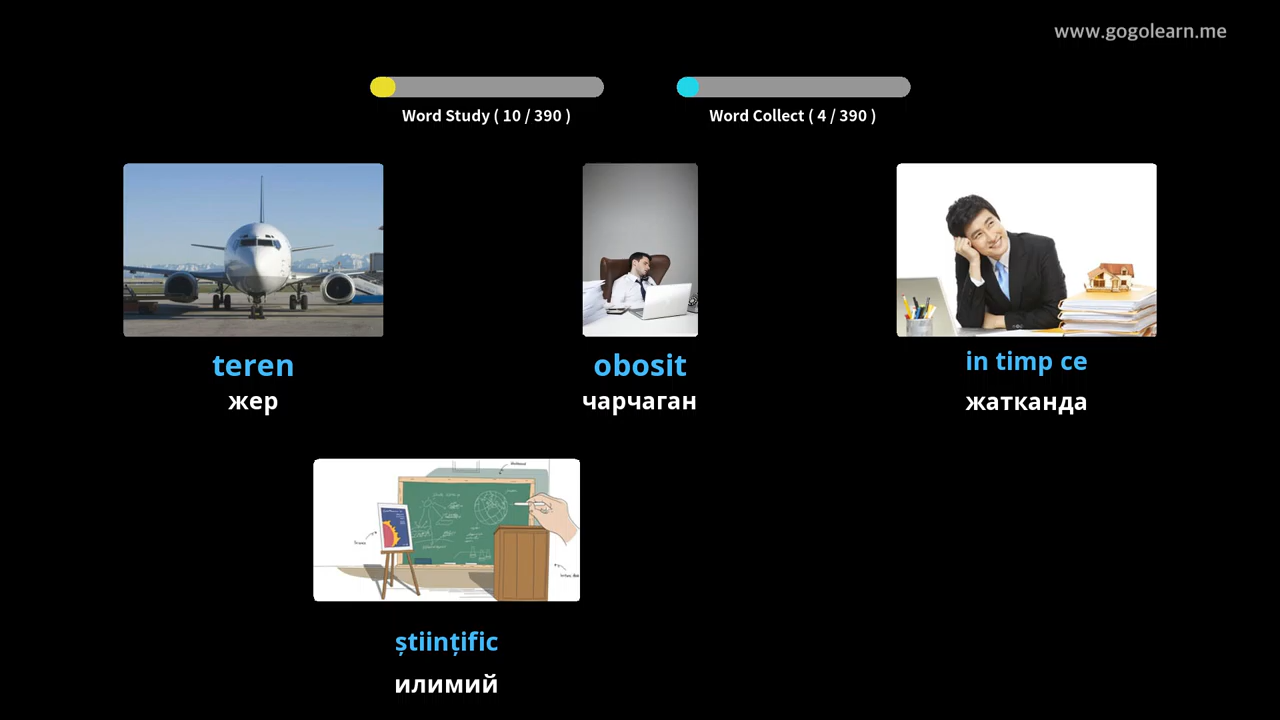 www.gogolearn.me
Word Study ( 10 / 390 )
Word Collect ( 4 / 390 )
teren
жер
obosit
чарчаган
in timp ce
жатканда
științific
илимий